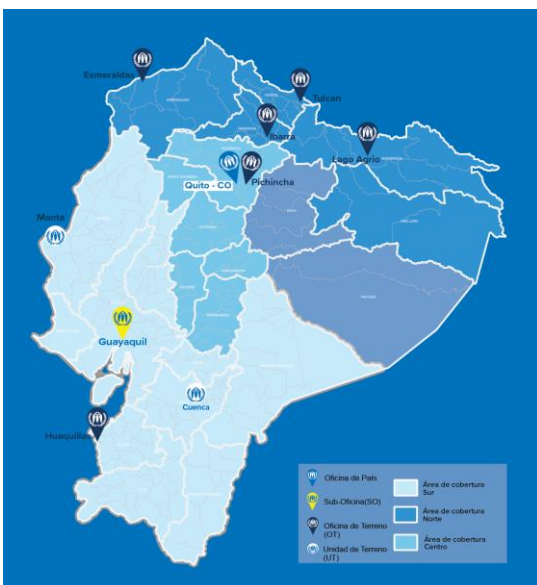 Esmeraldas
Tulcan
Ibarra
Lago Agrio
Quito - CO
Pichincha
Manta
Guayaquil
Cuenca
Huaquillas
Oficina de País
Sub-Oficina(SO)
Oficina de Terreno
(OT)
Unidad de Terreno
(UT)
Área de cobertura
Sur
Área de cobertura
Norte
Área de cobertura
Centro